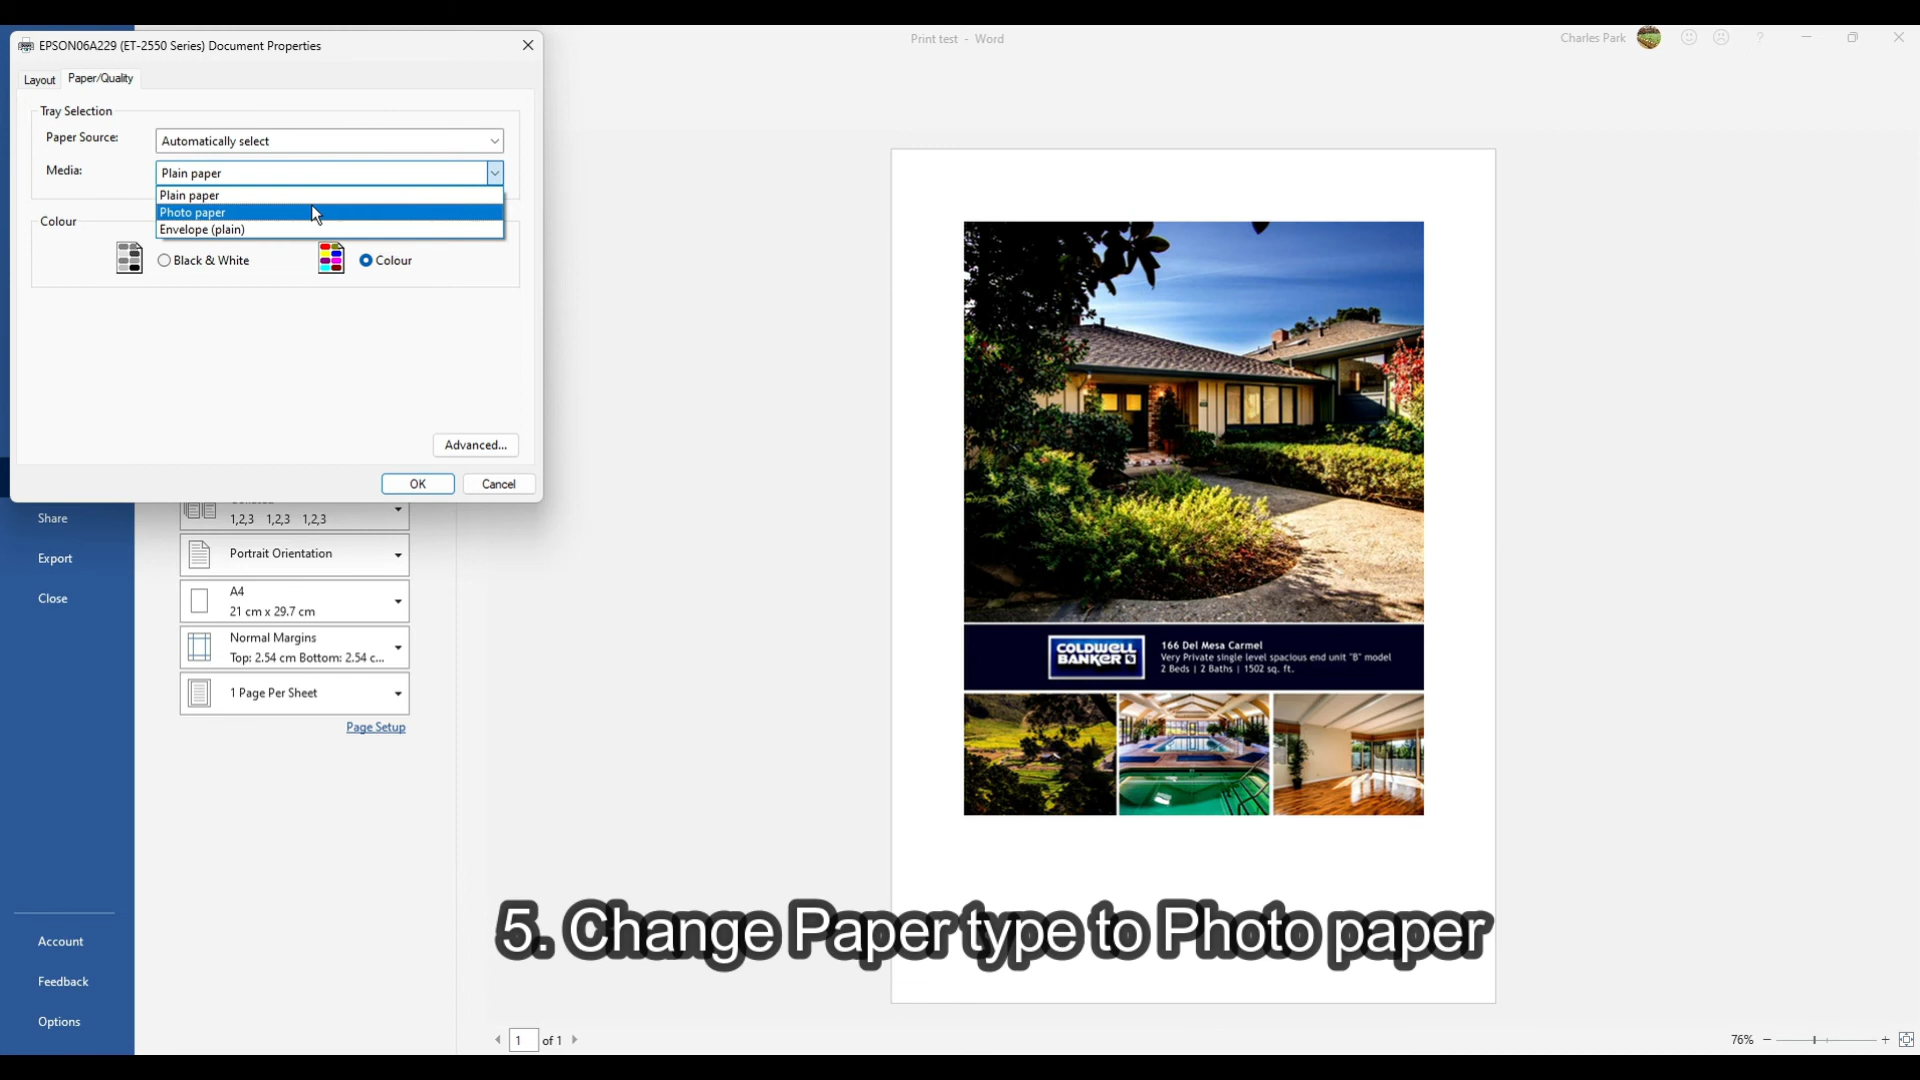 EPSON06A229 (ET-2550 Series) Document Properties
Print test - Word
Charles Park
?
Layout
Paper/Quality
Tray Selection
Paper Source:
Automatically select
Media:
Plain paper
Plain paper
Photo paper
Envelope (plain)
Colour
Black & White
Colour
Advanced...
OK
Cancel
Share
Export
Close
1,2,3 1,2,3 1,2,3
Portrait Orientation
A4
21 cm x 29.7 cm
Normal Margins
Top: 2.54 cm Bottom: 2.54 c...
1 Page Per Sheet
Page Setup
COLDWELL
BANKER
166 Del Mesa Carmel
Very Private single level spacious end unit "B" model
2 Beds | 2 Baths | 1502 sq. ft.
5. Change Paper type to Photo paper
Account
Feedback
Options
1 of 1
76%